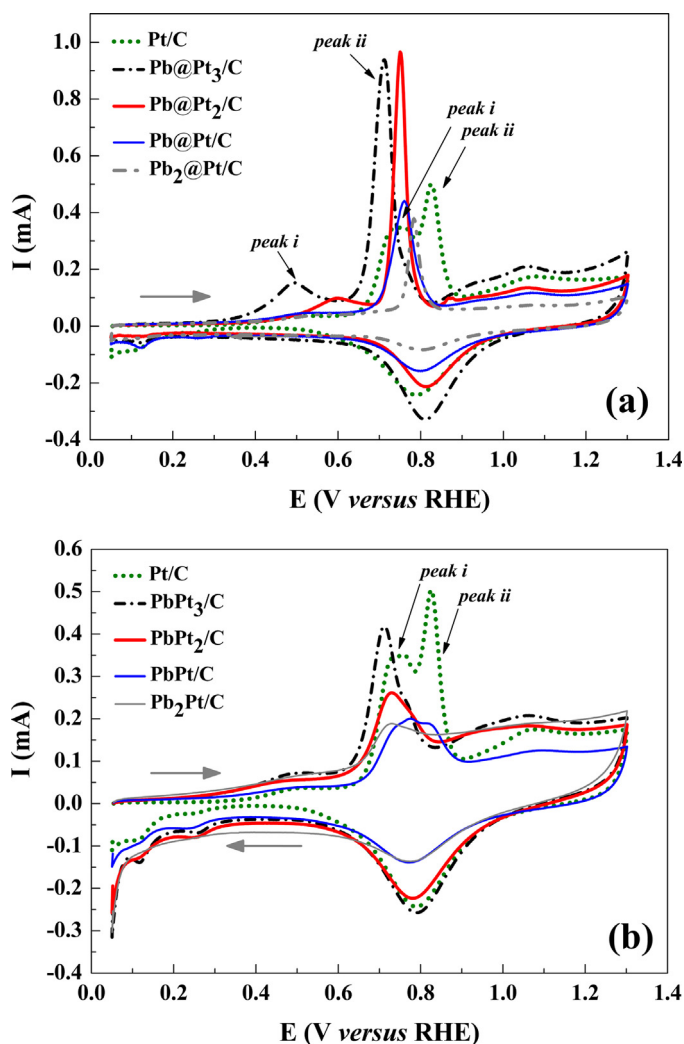 1.0
0.8
0.6
0.4
0.2
0.0
-0.2
-0.4
I (mA)
Pt/C
Pb@Pt3/C
Pb@Pt2/C
Pb@Pt/C
Pb2@Pt/C
peak ii
peak i
peak ii
peak i
(a)
0.0 0.2 0.4 0.6 0.8 1.0 1.2 1.4
E (V versus RHE)
0.6
0.5
0.4
0.3
0.2
0.1
0.0
-0.1
-0.2
-0.3
-0.4
I (mA)
Pt/C
PbPt3/C
PbPt2/C
PbPt/C
Pb2Pt/C
peak i
peak ii
(b)
0.0 0.2 0.4 0.6 0.8 1.0 1.2 1.4
E (V versus RHE)